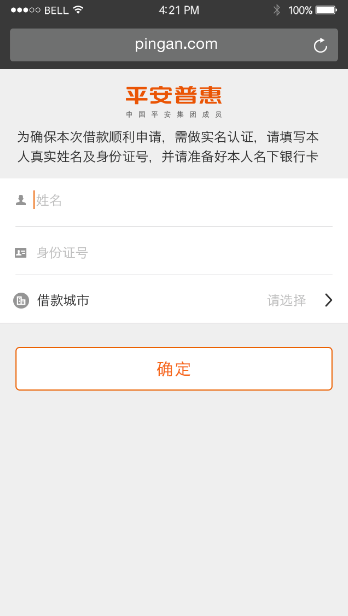 BELL 4:21 PM 100%
pingan.com
平安普惠
中国平安集团成员
为确保本次借款顺利申请，需做实名认证，请填写本
人真实姓名及身份证号，并请准备好本人名下银行卡
姓名
身份证号
借款城市 请选择
确定